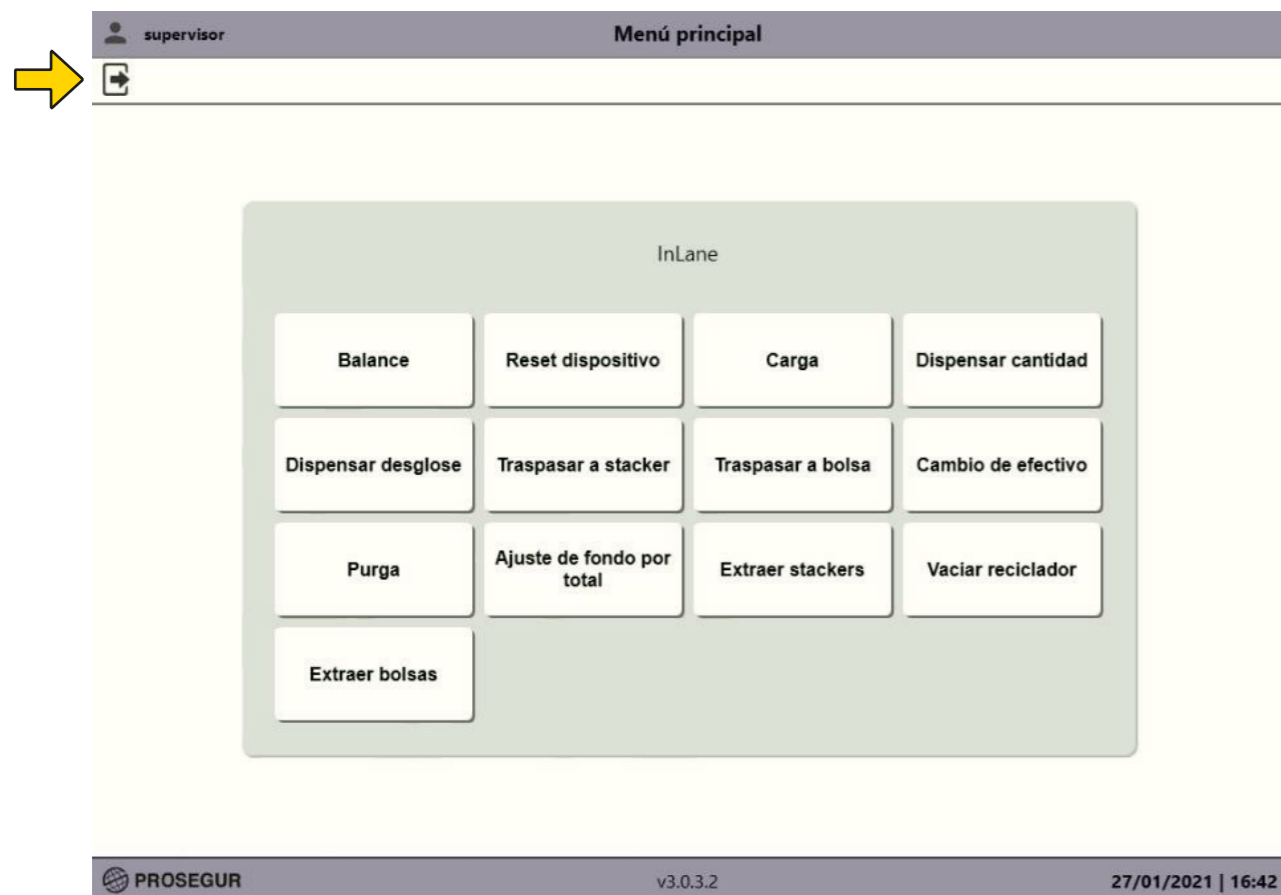 supervisor
Menú principal
InLane
Balance
Reset dispositivo
Carga
Dispensar cantidad
Dispensar desglose
Traspasar a stacker
Traspasar a bolsa
Cambio de efectivo
Purga
Ajuste de fondo por
total
Extraer stackers
Vaciar reciclador
Extraer bolsas
PROSEGUR
v3.0.3.2
27/01/2021 | 16:42